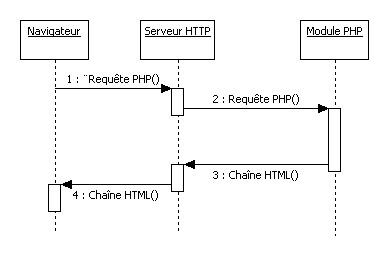 Navigateur
Serveur HTTP
Module PHP
1 : ¨Requête PHP()
2 : Requête PHP()
3 : Chaîne HTML()
4 : Chaîne HTML()